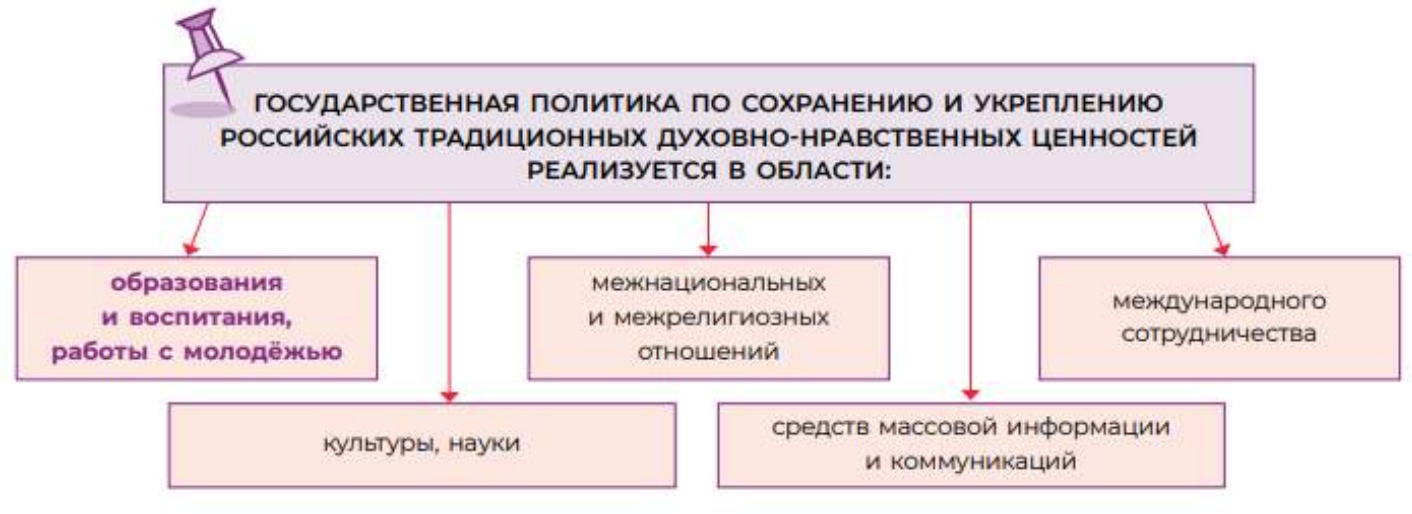 ГОСУДАРСТВЕННАЯ ПОЛИТИКА ПО СОХРАНЕНИЮ И УКРЕПЛЕНИЮ
РОССИЙСКИХ ТРАДИЦИОННЫХ ДУХОВНО-НРАВСТВЕННЫХ ЦЕННОСТЕЙ
РЕАЛИЗУЕТСЯ В ОБЛАСТИ:
образования
и воспитания,
работы с молодёжью
межнациональных
и межрелигиозных
отношений
международного
сотрудничества
культуры, науки
средств массовой информации
и коммуникаций